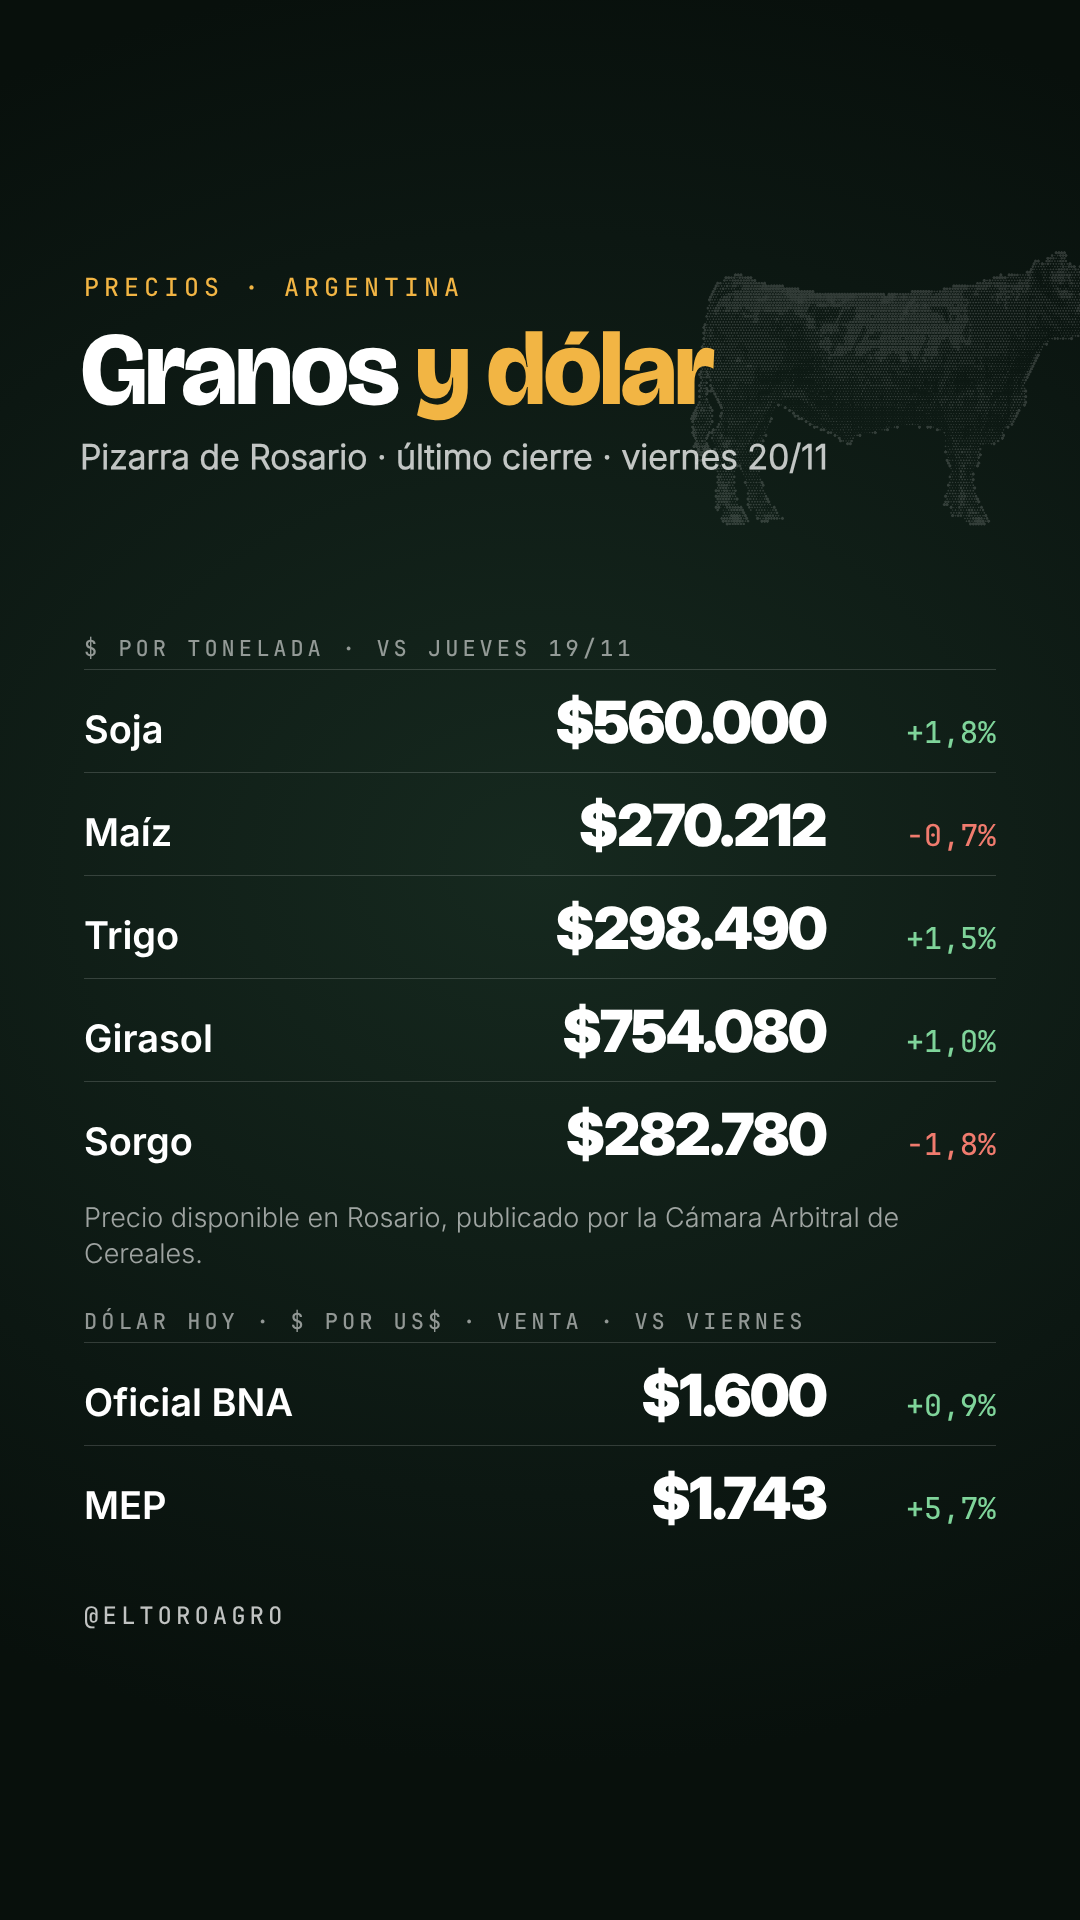 PRECIOS · ARGENTINA
Granos y dólar
Pizarra de Rosario · último cierre · viernes 20/11
$ POR TONELADA · VS JUEVES 19/11
Soja $560.000 +1,8%
Maíz $270.212 -0,7%
Trigo $298.490 +1,5%
Girasol $754.080 +1,0%
Sorgo $282.780 -1,8%
Precio disponible en Rosario, publicado por la Cámara Arbitral de
Cereales.
DÓLAR HOY · $ POR US$ · VENTA · VS VIERNES
Oficial BNA $1.600 +0,9%
MEP $1.743 +5,7%
@ELTOROAGRO